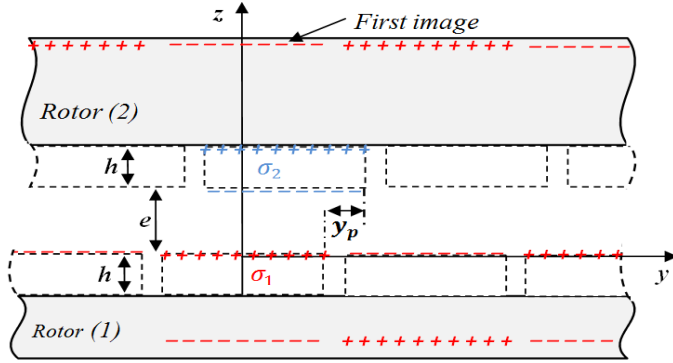 z
First image
Rotor (2)
h
σ₂
e
yₚ
h
σ₁
y
Rotor (1)